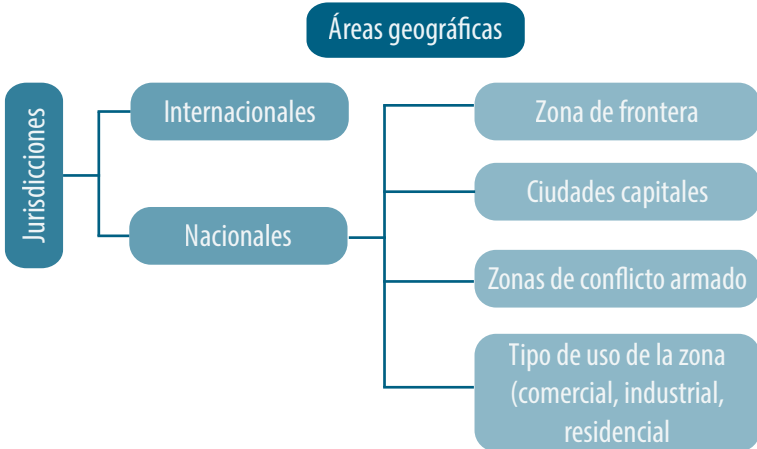 Áreas geográficas
Jurisdicciones
Internacionales
Nacionales
Zona de frontera
Ciudades capitales
Zonas de conflicto armado
Tipo de uso de la zona
(comercial, industrial,
residencial